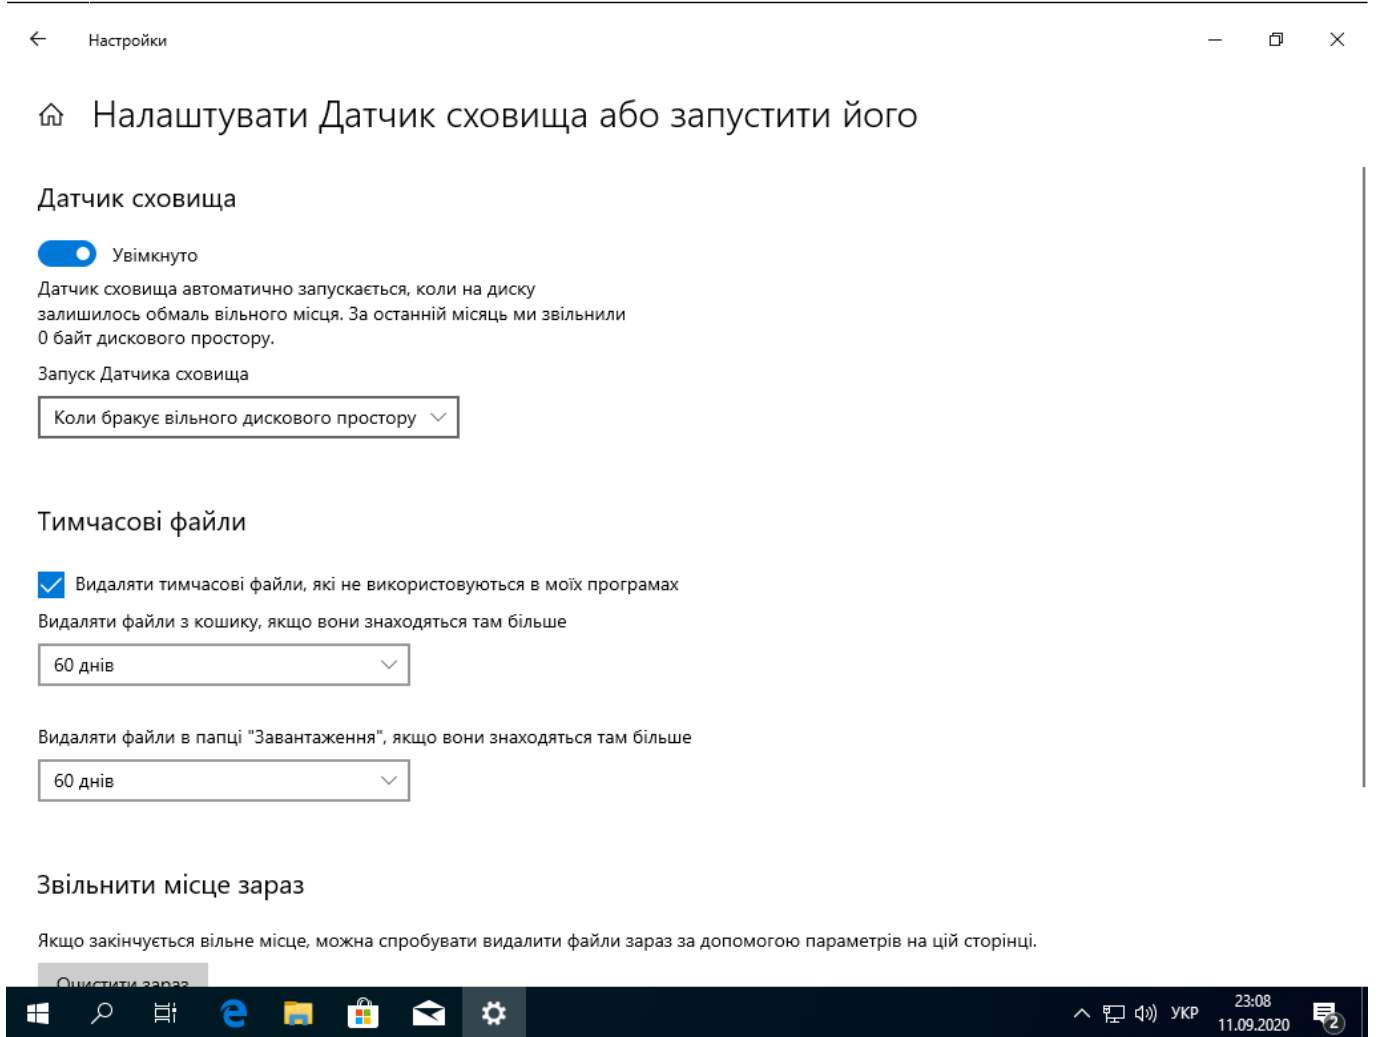 Настройки
Налаштувати Датчик сховища або запустити його
Датчик сховища
Увімкнуто
Датчик сховища автоматично запускається, коли на диску
залишилось обмаль вільного місця. За останній місяць ми звільнили
0 байт дискового простору.
Запуск Датчика сховища
Коли бракує вільного дискового простору
Тимчасові файли
Видаляти тимчасові файли, які не використовуються в моїх програмах
Видаляти файли з кошику, якщо вони знаходяться там більше
60 днів
Видаляти файли в папці "Завантаження", якщо вони знаходяться там більше
60 днів
Звільнити місце зараз
Якщо закінчується вільне місце, можна спробувати видалити файли зараз за допомогою параметрів на цій сторінці.
Очистити зараз
УКР
23:08
11.09.2020
2